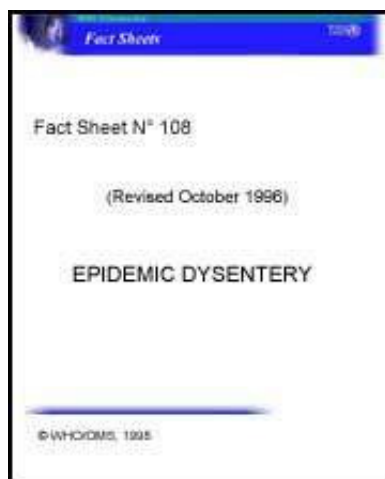 Fact Sheets
Fact Sheet N° 108
(Revised October 1996)
EPIDEMIC DYSENTERY
© WHO/OMS, 1998